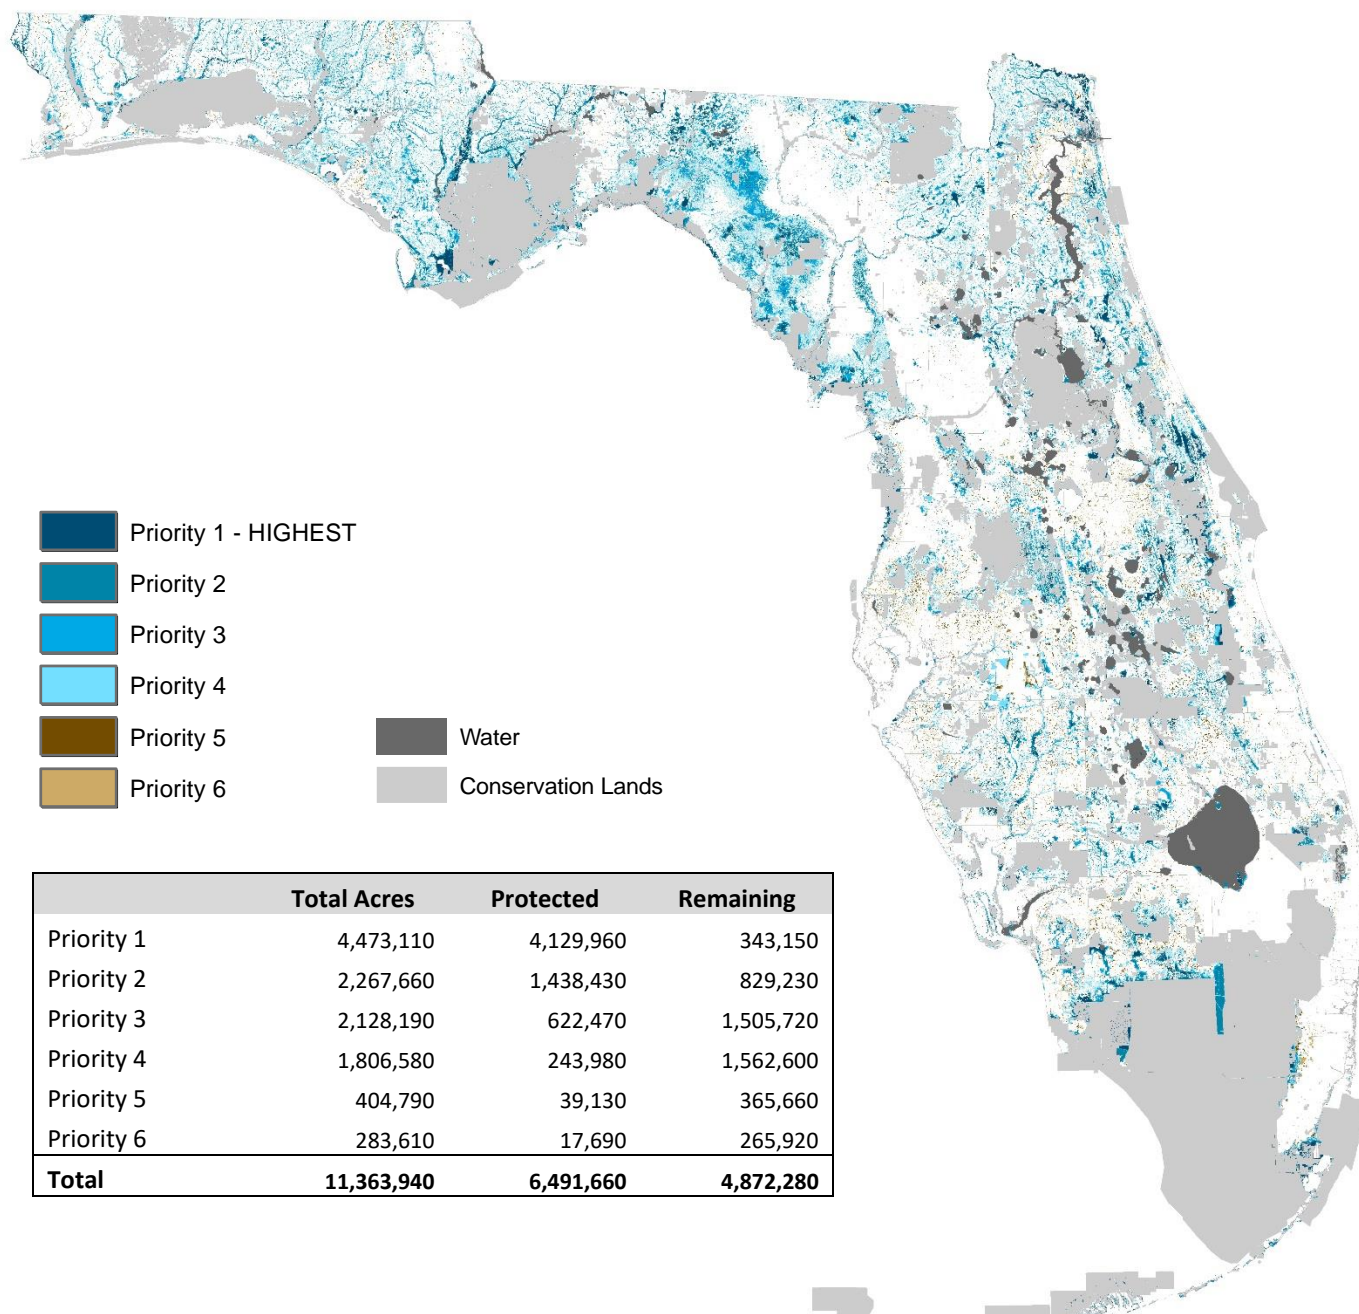 Priority 1 - HIGHEST
Priority 2
Priority 3
Priority 4
Priority 5
Priority 6
Water
Conservation Lands
Total Acres Protected Remaining
Priority 1 4,473,110 4,129,960 343,150
Priority 2 2,267,660 1,438,430 829,230
Priority 3 2,128,190 622,470 1,505,720
Priority 4 1,806,580 243,980 1,562,600
Priority 5 404,790 39,130 365,660
Priority 6 283,610 17,690 265,920
Total 11,363,940 6,491,660 4,872,280